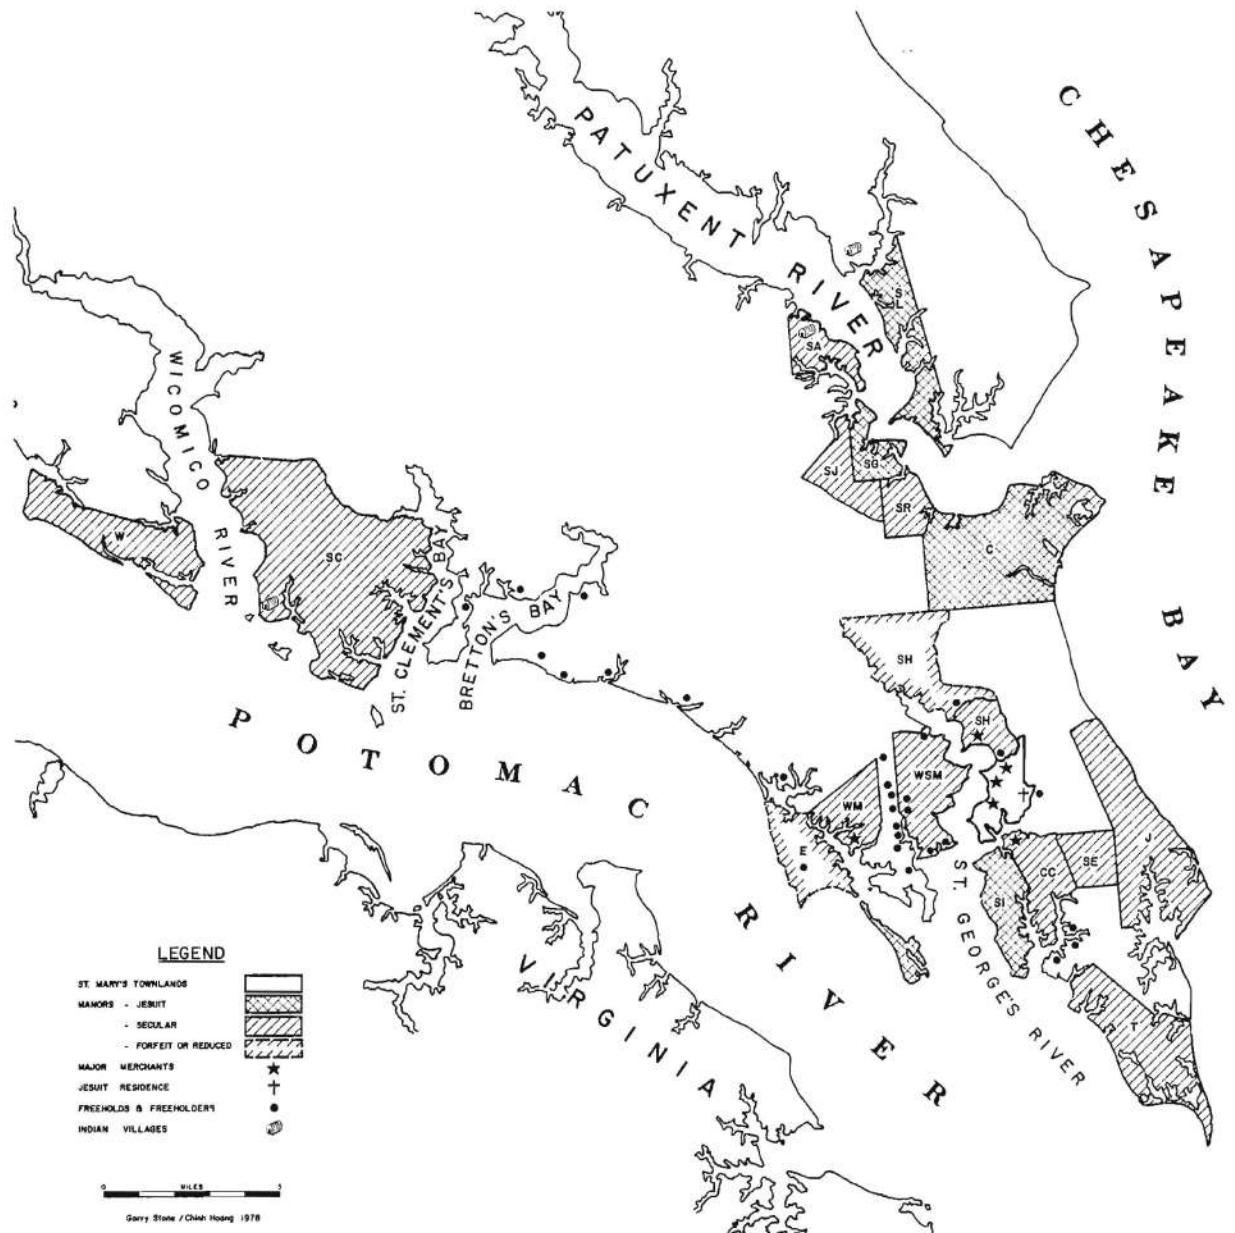 CHESAPEAKE BAY
PATUXENT RIVER
SL
SA
WICOMICO RIVER
SJ
SG
SR
W
SC
C
ST. CLEMENT'S BAY
BRETTON'S BAY
SH
SH
POTOMAC RIVER
WSM
WM
E
J
SE
CC
SI
ST. GEORGE'S RIVER
T
VIRGINIA
LEGEND
ST. MARY'S TOWNLANDS
MANORS - JESUIT
- SECULAR
- FORFEIT OR REDUCED
MAJOR MERCHANTS
JESUIT RESIDENCE
FREEHOLDS & FREEHOLDERS
INDIAN VILLAGES
0 MILES 5
Garry Stone / Chinh Hoang 1978